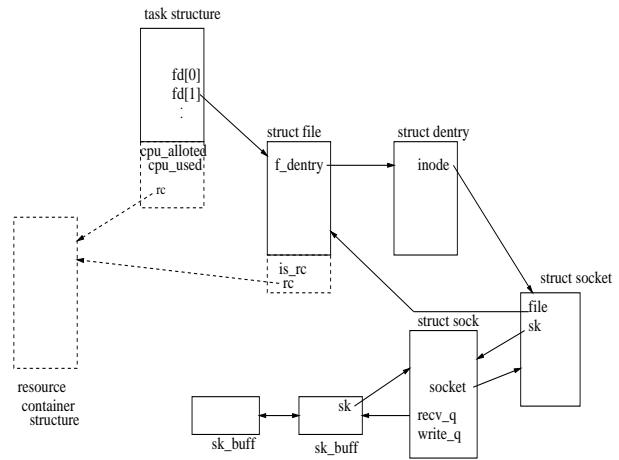 task structure
fd[0]
fd[1]
:
cpu_alloted
cpu_used
rc
struct file
f_dentry
is_rc
rc
struct dentry
inode
struct socket
file
sk
struct sock
socket
recv_q
write_q
sk
sk_buff
sk_buff
resource
container
structure